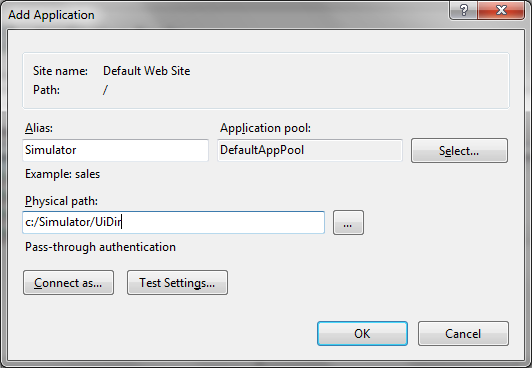 Add Application
Site name: Default Web Site
Path: /
Alias: Application pool:
Simulator DefaultAppPool Select...
Example: sales
Physical path:
c:/Simulator/UiDir ...
Pass-through authentication
Connect as... Test Settings...
OK Cancel